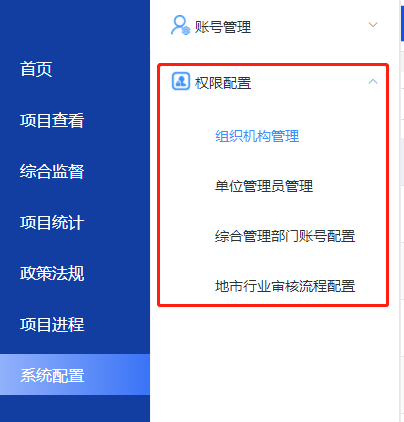 首页
项目查看
综合监督
项目统计
政策法规
项目进程
系统配置
账号管理
权限配置
组织机构管理
单位管理员管理
综合管理部门账号配置
地市行业审核流程配置